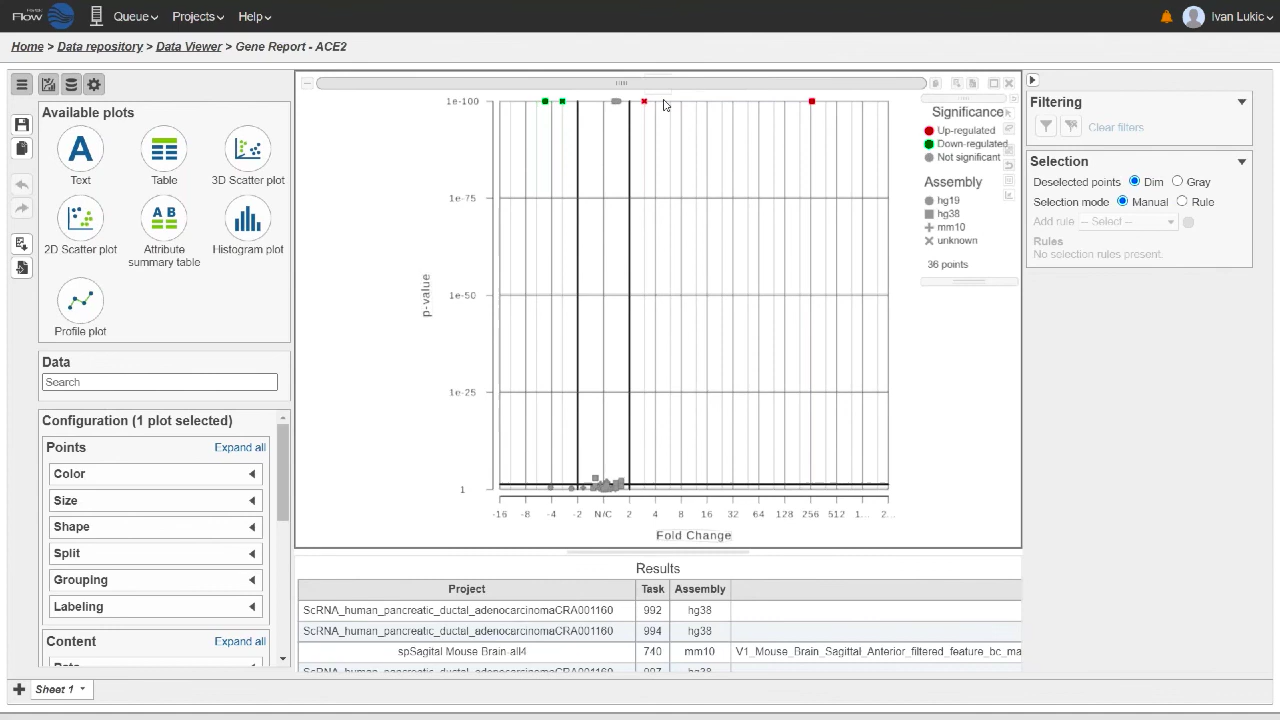 Flow Queue Projects Help Ivan Lukic
Home > Data repository > Data Viewer > Gene Report - ACE2
Available plots
Text
Table
3D Scatter plot
2D Scatter plot
Attribute
summary table
Histogram plot
Profile plot
Data
Search
Configuration (1 plot selected)
Points Expand all
Color
Size
Shape
Split
Grouping
Labeling
Content Expand all
1e-100
1e-75
1e-50
1e-25
1
p-value
-16 -8 -4 -2 N/C 2 4 8 16 32 64 128 256 512 1... 2...
Fold Change
Significance
Up-regulated
Down-regulated
Not significant
Assembly
hg19
hg38
mm10
unknown
36 points
Results
Project Task Assembly
ScRNA_human_pancreatic_ductal_adenocarcinomaCRA001160 992 hg38
ScRNA_human_pancreatic_ductal_adenocarcinomaCRA001160 994 hg38
spSagital Mouse Brain-all4 740 mm10 V1_Mouse_Brain_Sagittal_Anterior_filtered_feature_bc_ma
ScRNA_human_pancreatic_ductal_adenocarcinomaCRA001160 997 hg38
Filtering
Clear filters
Selection
Deselected points Dim Gray
Selection mode Manual Rule
Add rule -- Select --
Rules
No selection rules present.
Sheet 1